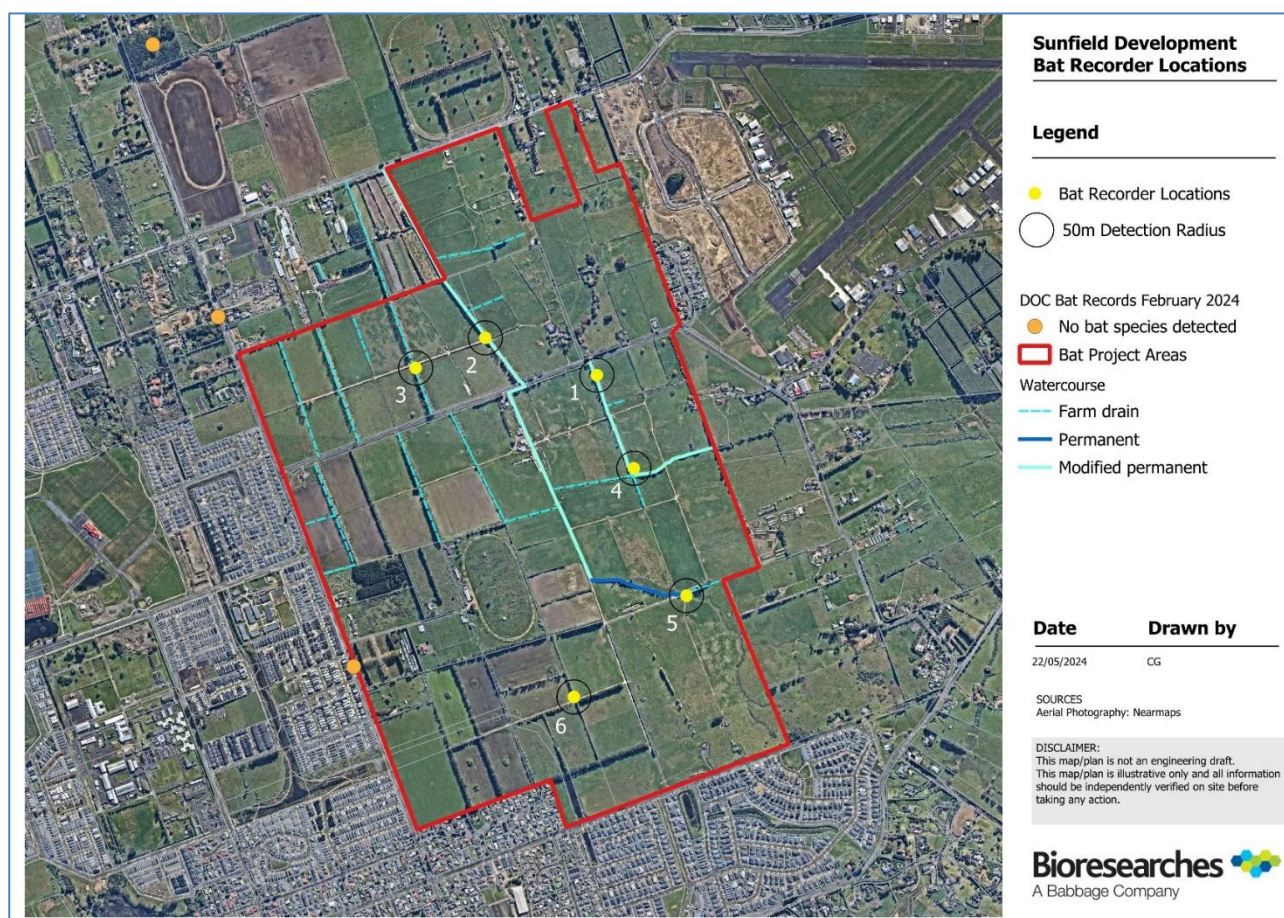 Sunfield Development
Bat Recorder Locations
Legend
Bat Recorder Locations
50m Detection Radius
DOC Bat Records February 2024
No bat species detected
Bat Project Areas
Watercourse
Farm drain
Permanent
Modified permanent
2
3
1
4
5
6
Date Drawn by
22/05/2024 CG
SOURCES
Aerial Photography: Nearmaps
DISCLAIMER:
This map/plan is not an engineering draft.
This map/plan is illustrative only and all information
should be independently verified on site before
taking any action.
Bioresearches
A Babbage Company